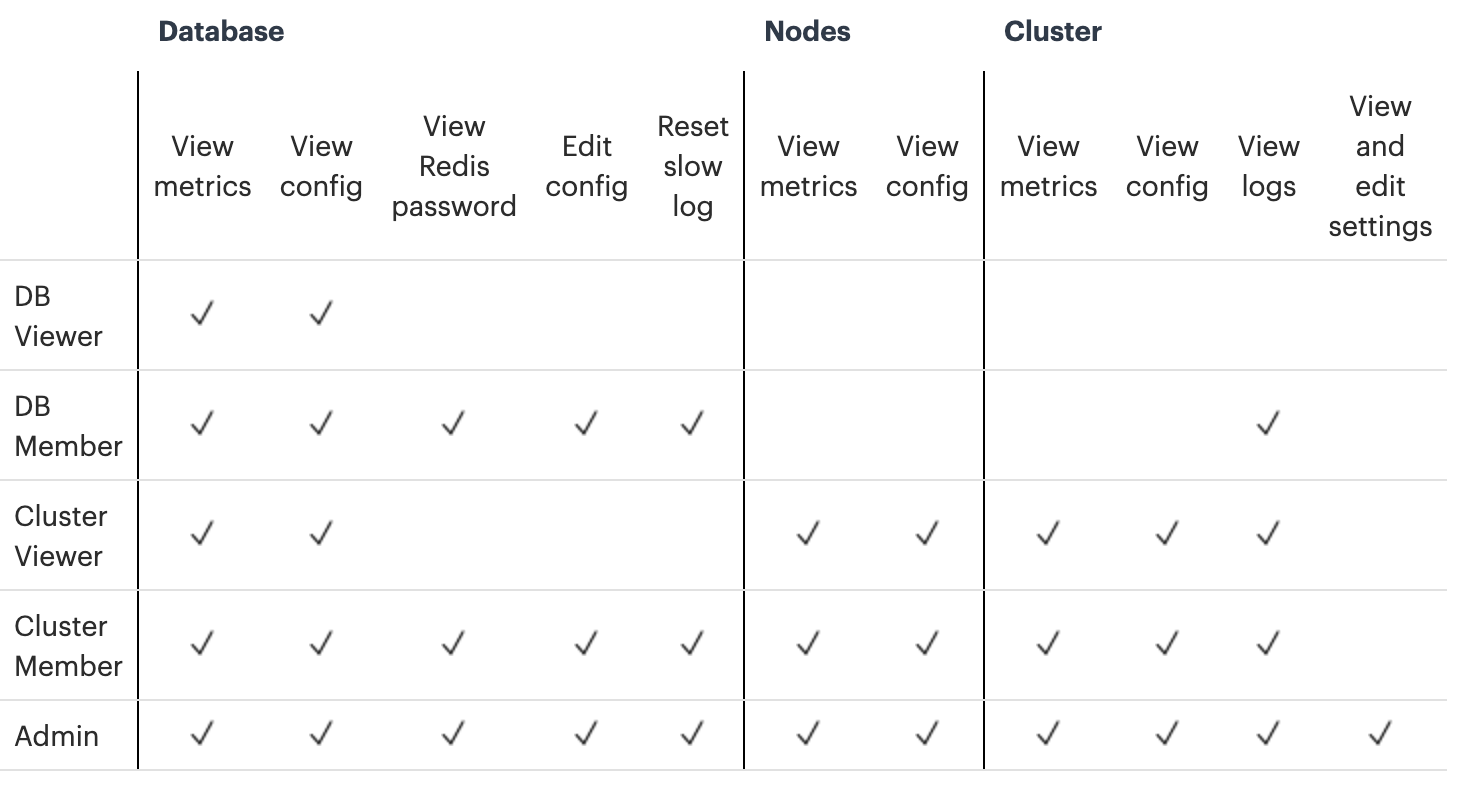 Database Nodes Cluster
View metrics View config View Redis password Edit config Reset slow log View metrics View config View metrics View config View logs View and edit settings
DB Viewer ✓ ✓
DB Member ✓ ✓ ✓ ✓ ✓ ✓
Cluster Viewer ✓ ✓ ✓ ✓ ✓ ✓ ✓
Cluster Member ✓ ✓ ✓ ✓ ✓ ✓ ✓ ✓ ✓ ✓
Admin ✓ ✓ ✓ ✓ ✓ ✓ ✓ ✓ ✓ ✓ ✓